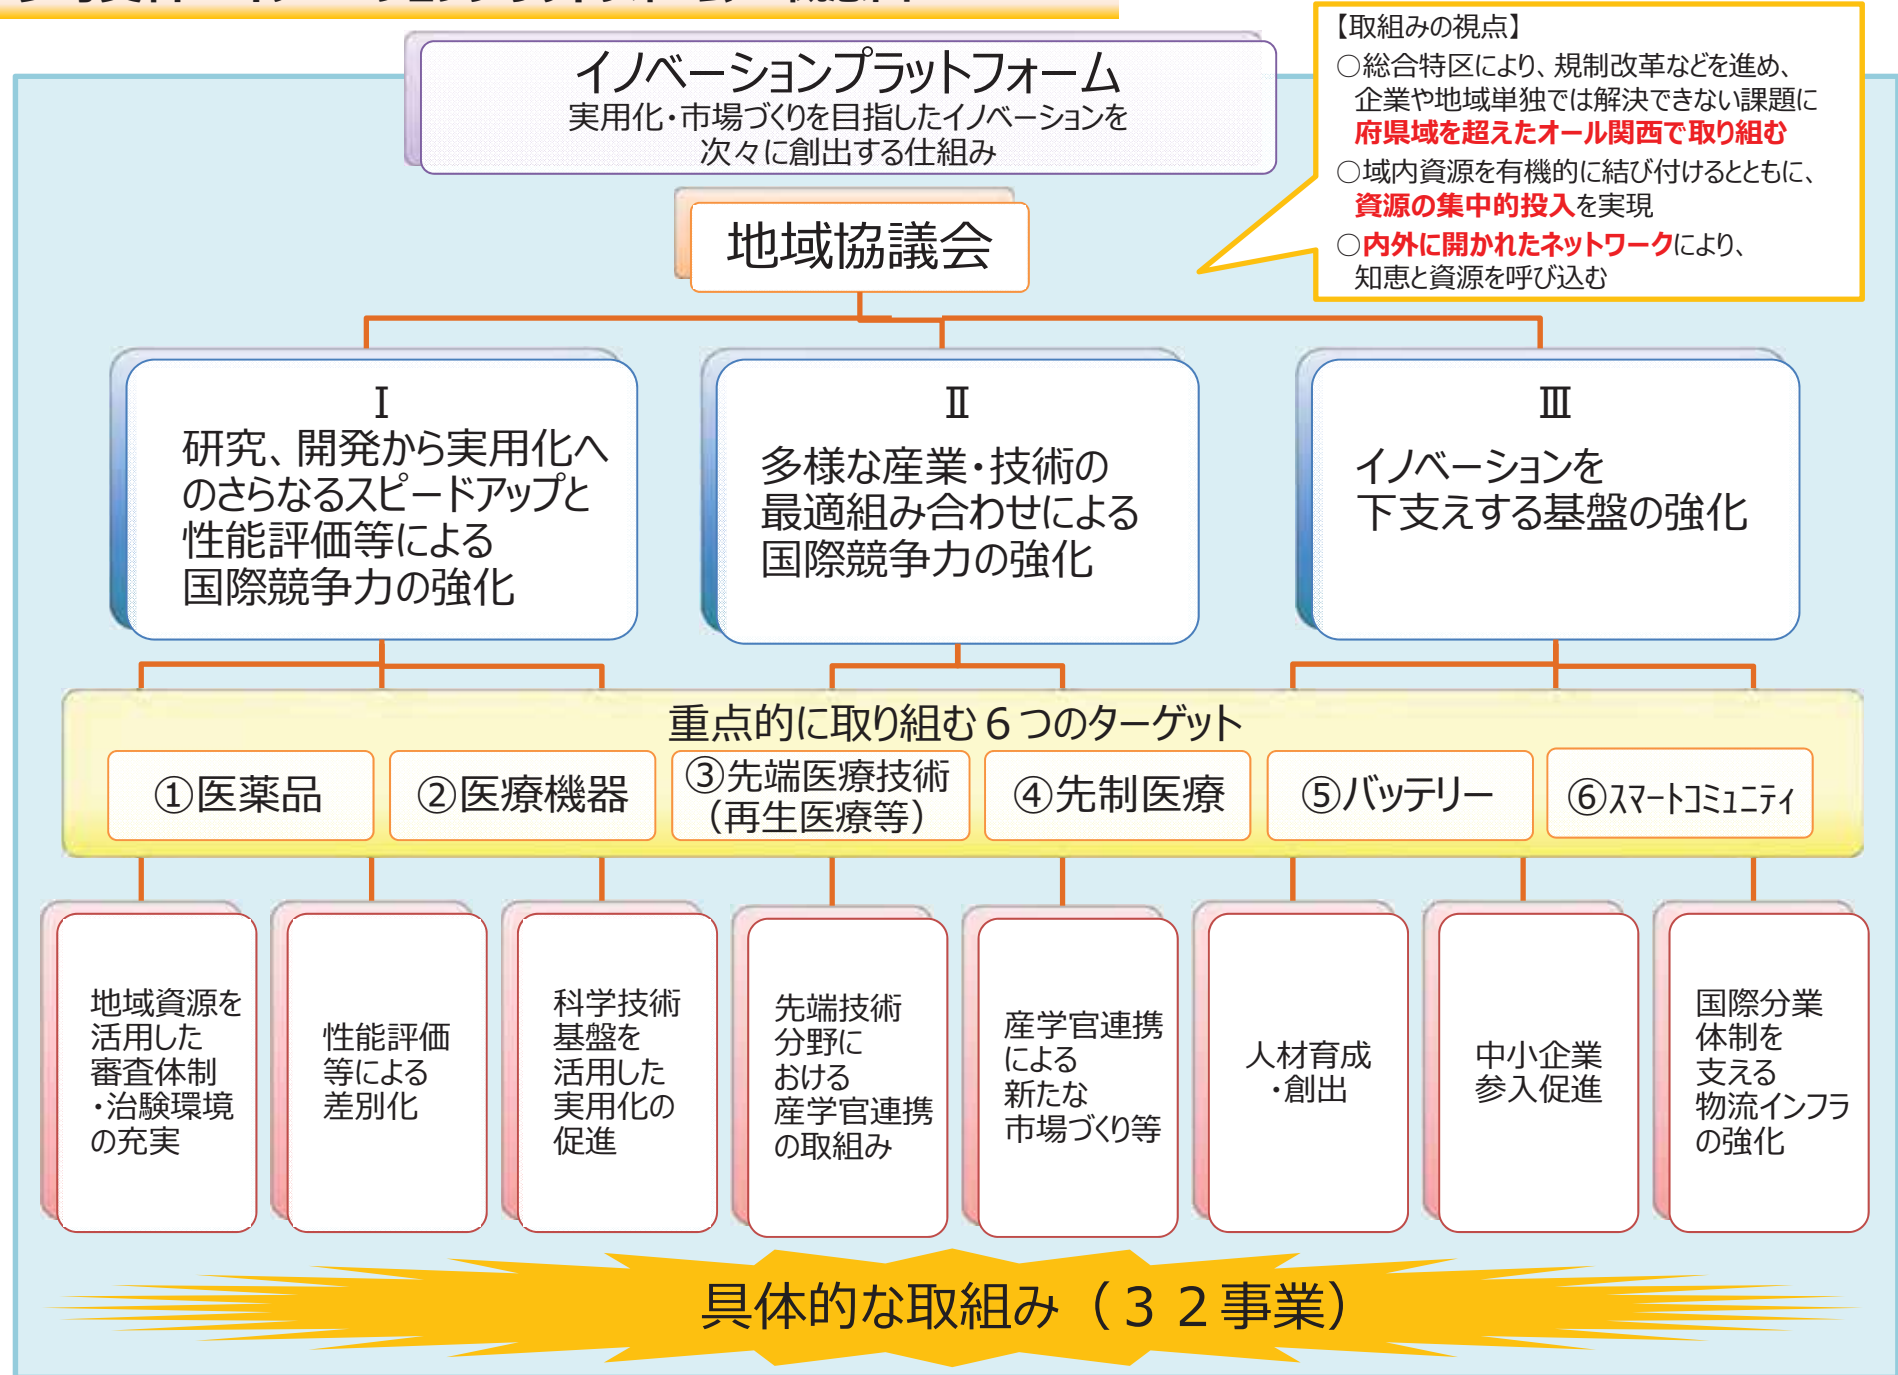 イノベーションプラットフォーム
実用化・市場づくりを目指したイノベーションを
次々に創出する仕組み
【取組みの視点】
○総合特区により、規制改革などを進め、
企業や地域単独では解決できない課題に
府県域を超えたオール関西で取り組む
○域内資源を有機的に結び付けるとともに、
資源の集中的投入を実現
○内外に開かれたネットワークにより、
知恵と資源を呼び込む
地域協議会
Ⅰ
研究、開発から実用化へ
のさらなるスピードアップと
性能評価等による
国際競争力の強化
Ⅱ
多様な産業・技術の
最適組み合わせによる
国際競争力の強化
Ⅲ
イノベーションを
下支えする基盤の強化
重点的に取り組む６つのターゲット
①医薬品
②医療機器
③先端医療技術
（再生医療等）
④先制医療
⑤バッテリー
⑥ｽﾏｰﾄｺﾐｭﾆﾃｨ
地域資源を
活用した
審査体制
・治験環境
の充実
性能評価
等による
差別化
科学技術
基盤を
活用した
実用化の
促進
先端技術
分野に
おける
産学官連携
の取組み
産学官連携
による
新たな
市場づくり等
人材育成
・創出
中小企業
参入促進
国際分業
体制を
支える
物流インフラ
の強化
具体的な取組み（３２事業）